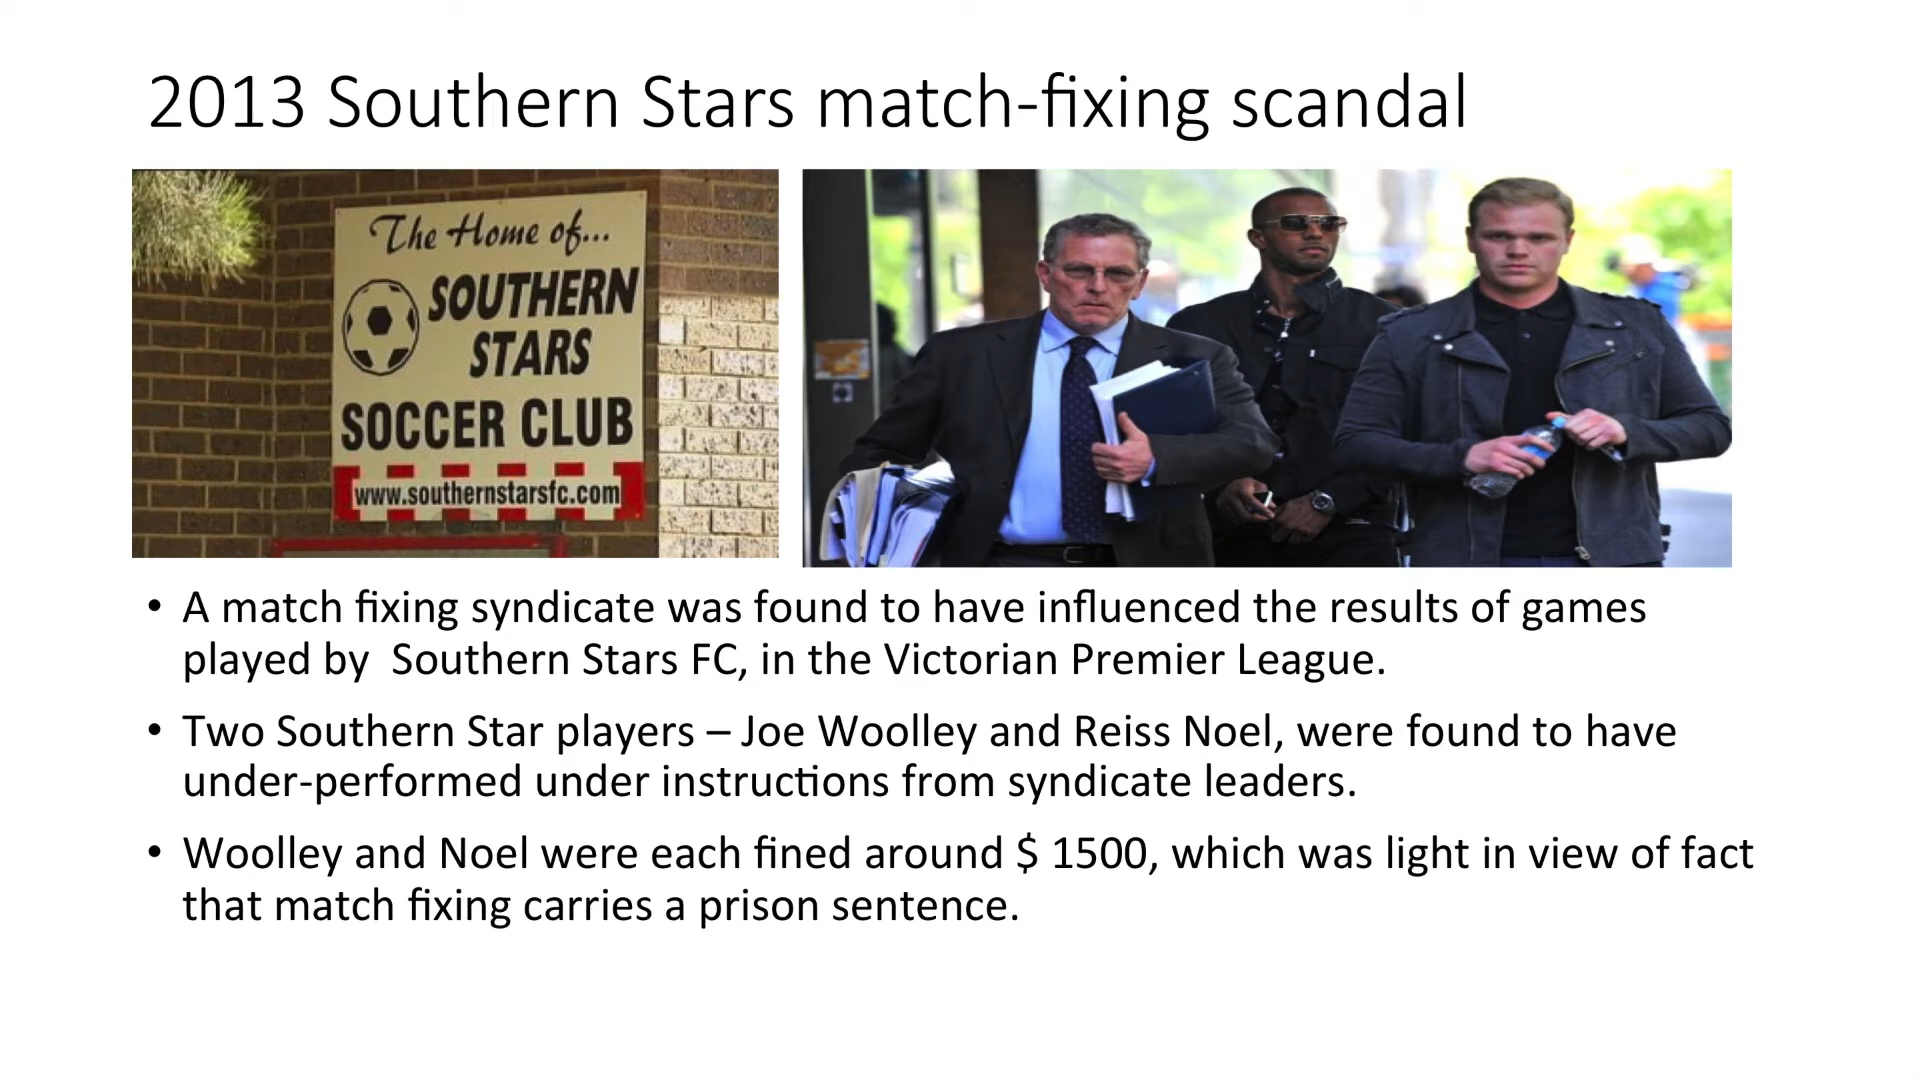 2013 Southern Stars match-fixing scandal
The Home of...
SOUTHERN
STARS
SOCCER CLUB
www.southernstarsfc.com
• A match fixing syndicate was found to have influenced the results of games
played by  Southern Stars FC, in the Victorian Premier League.
• Two Southern Star players – Joe Woolley and Reiss Noel, were found to have
under-performed under instructions from syndicate leaders.
• Woolley and Noel were each fined around $ 1500, which was light in view of fact
that match fixing carries a prison sentence.